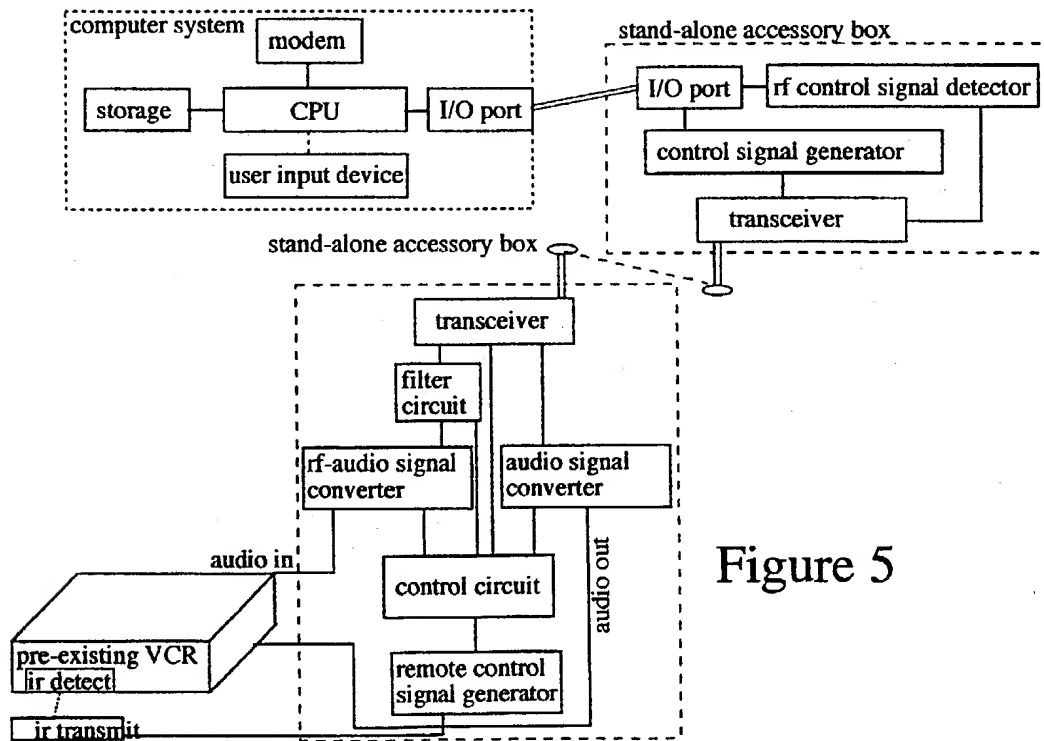 computer system
modem
storage
CPU
I/O port
user input device
stand-alone accessory box
I/O port
rf control signal detector
control signal generator
transceiver
stand-alone accessory box
transceiver
filter
circuit
rf-audio signal
converter
audio signal
converter
audio in
control circuit
audio out
Figure 5
pre-existing VCR
ir detect
remote control
signal generator
ir transmit